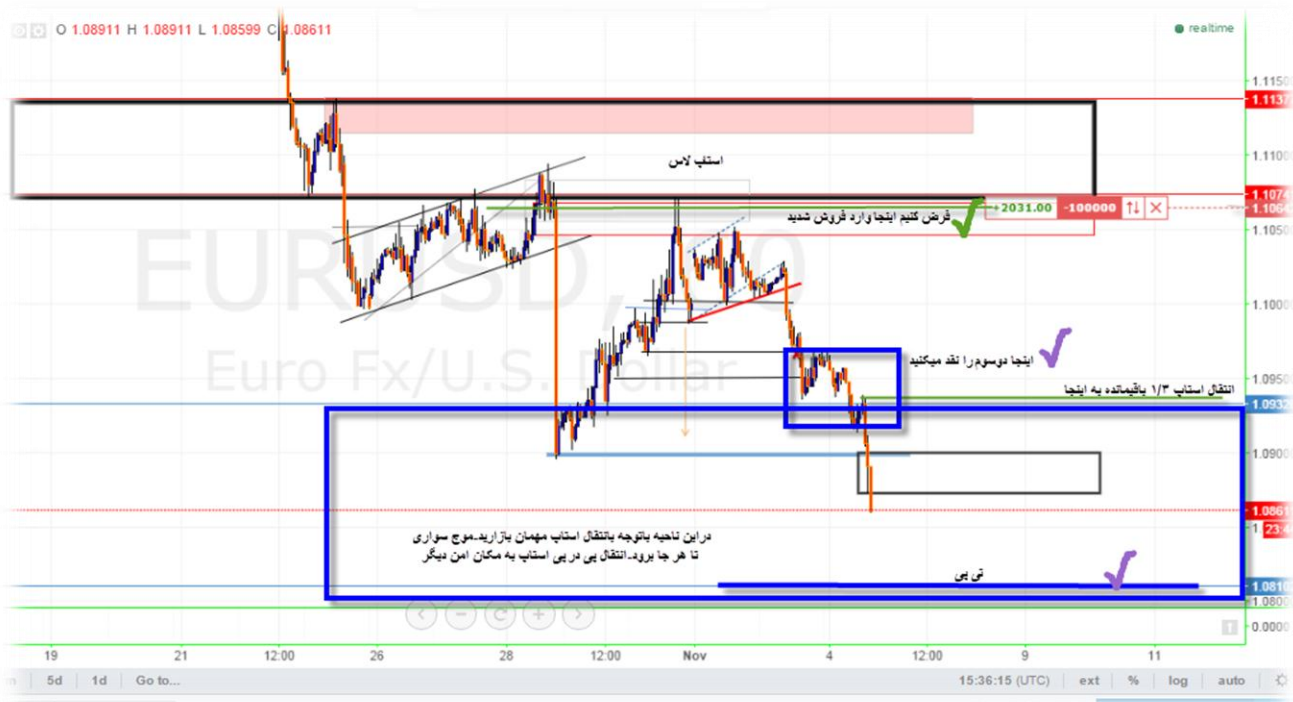 O 1.08911 H 1.08911 L 1.08599 C 1.08611
realtime
1.1150
1.1137
استاپ لاس
1.1100
1.1074
+2031.00 -100000
1.1064
فرض کنیم اینجا وارد فروش شدید
1.1050
EURUSD,
1.1000
Euro Fx/U.S. Dollar
اینجا دوسوم را نقد میکنید
1.0950
انتقال استاپ ۱/۳ باقیمانده به اینجا
1.0932
1.0900
1.0861
23:4
دراین ناحیه باتوجه باانتقال استاپ مهمان بازارید.موج سواری
تا هر جا برود.انتقال پی در پی استاپ به مکان امن دیگر
تی پی
1.0810
1.0800
0.0000
19 21 12:00 26 28 12:00 Nov 4 12:00 9 11
5d 1d Go to... 15:36:15 (UTC) ext % log auto